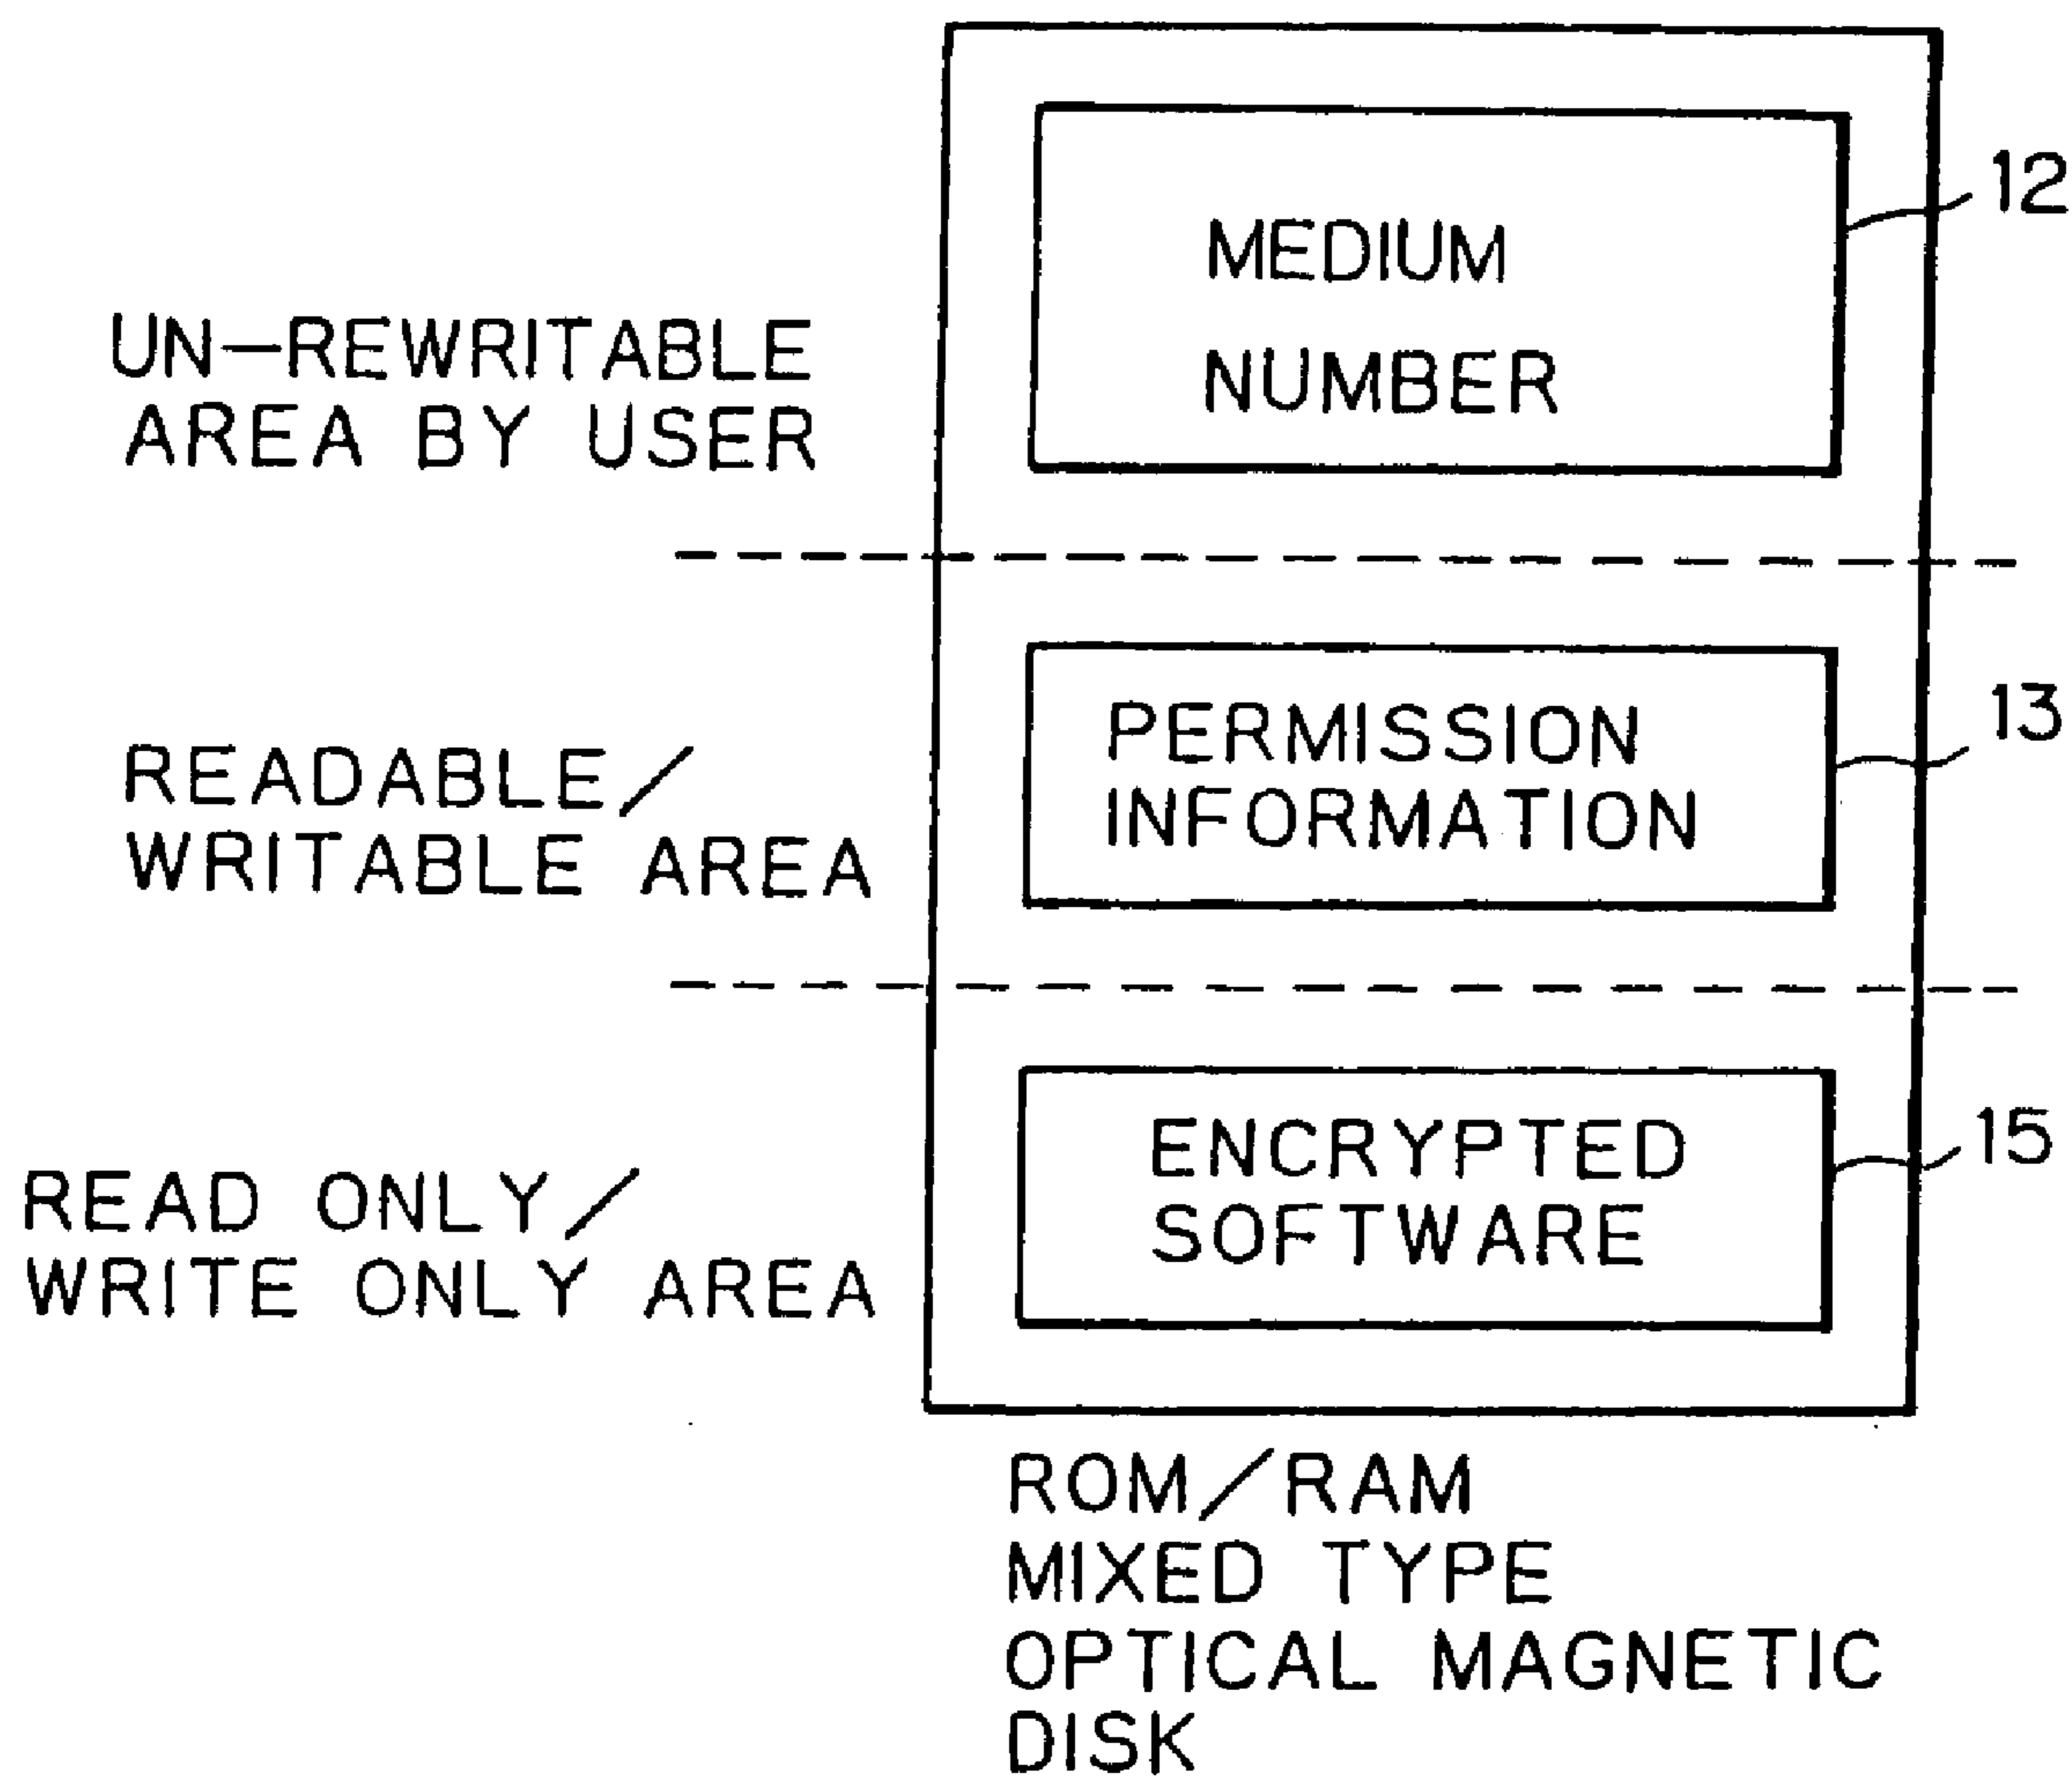 MEDIUM
NUMBER
12
UN-REWRITABLE
AREA BY USER
PERMISSION
INFORMATION
13
READABLE/
WRITABLE AREA
ENCRYPTED
SOFTWARE
15
READ ONLY/
WRITE ONLY AREA
ROM/RAM
MIXED TYPE
OPTICAL MAGNETIC
DISK